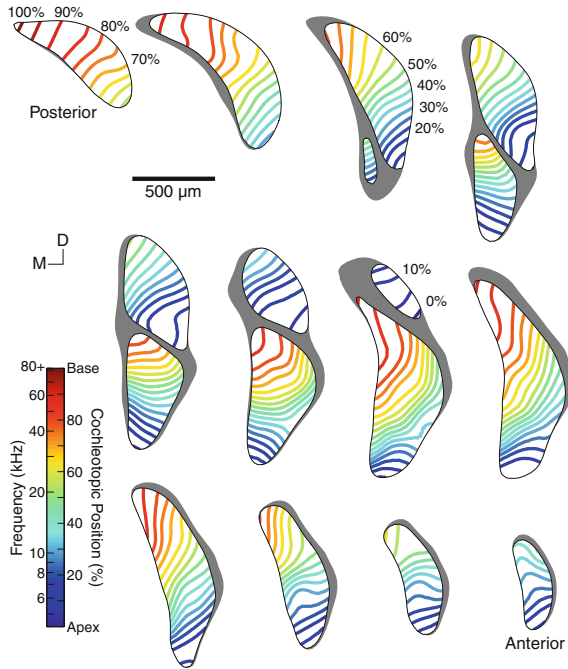 100% 90% 80% 70%
Posterior
60%
50%
40%
30%
20%
500 µm
D
M
10%
0%
80+
60
40
20
10
8
6
Frequency (kHz)
Base
80
60
40
20
Apex
Cochleotopic Position (%)
Anterior